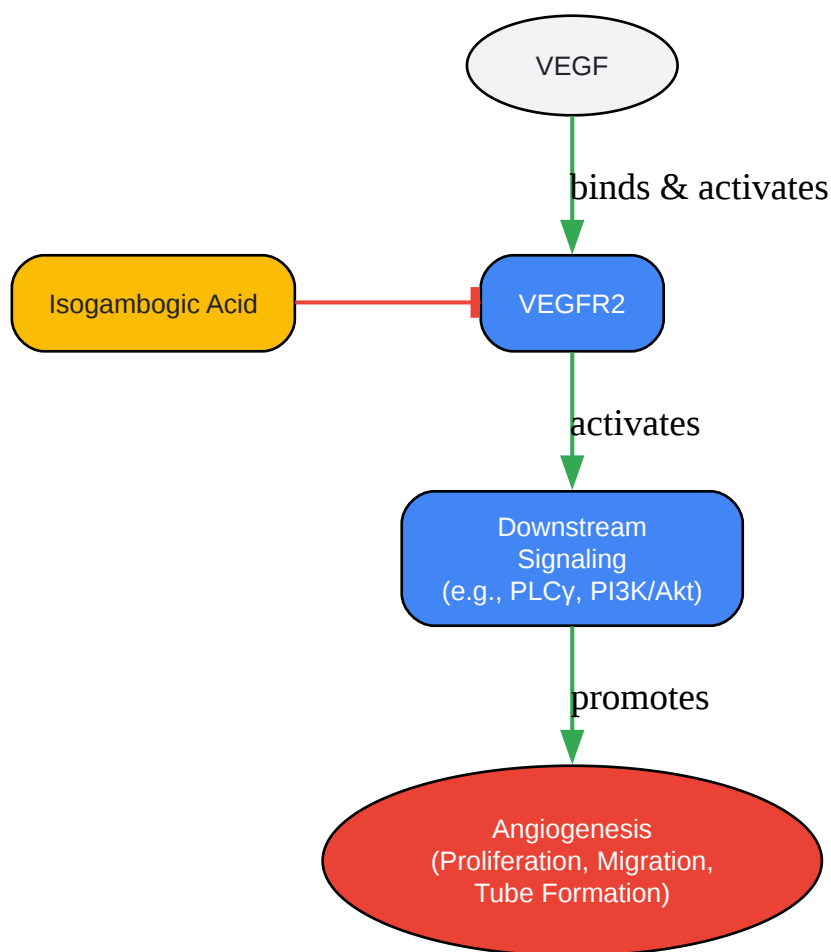 VEGF
binds & activates
Isogambogic Acid
VEGFR2
activates
Downstream
Signaling
(e.g., PLCγ, PI3K/Akt)
promotes
Angiogenesis
(Proliferation, Migration,
Tube Formation)